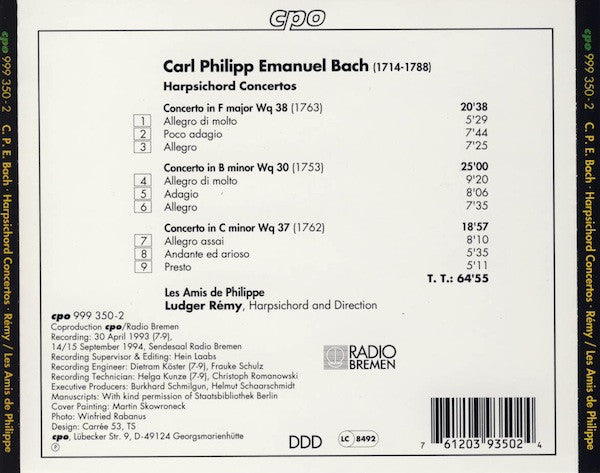 cpo
Carl Philipp Emanuel Bach (1714-1788)
Harpsichord Concertos
Concerto in F major Wq 38 (1763) 20'38
1 Allegro di molto 5'29
2 Poco adagio 7'44
3 Allegro 7'25
Concerto in B minor Wq 30 (1753) 25'00
4 Allegro di molto 9'20
5 Adagio 8'06
6 Allegro 7'35
Concerto in C minor Wq 37 (1762) 18'57
7 Allegro assai 8'10
8 Andante ed arioso 5'35
9 Presto 5'11
T. T.: 64'55
Les Amis de Philippe
Ludger Rémy, Harpsichord and Direction
cpo 999 350-2
Coproduction cpo/Radio Bremen
Recording: 30 April 1993 (7-9),
14/15 September 1994, Sendesaal Radio Bremen
Recording Supervisor & Editing: Hein Laabs
Recording Engineer: Dietram Köster (7-9), Frauke Schulz
Recording Technician: Helga Kunze (7-9), Christoph Romanowski
Executive Producers: Burkhard Schmilgun, Helmut Schaarschmidt
Manuscripts: With kind permission of Staatsbibliothek Berlin
Cover Painting: Martin Skowroneck
Photo: Winfried Rabanus
Design: Carrée 53, TS
cpo, Lübecker Str. 9, D-49124 Georgsmarienhütte
℗
RADIO
BREMEN
DDD
LC 8492
7 61203 93502 4
cpo 999 350-2 C. P. E. Bach · Harpsichord Concertos · Rémy / Les Amis de Philippe
cpo 999 350-2 C. P. E. Bach · Harpsichord Concertos · Rémy / Les Amis de Philippe